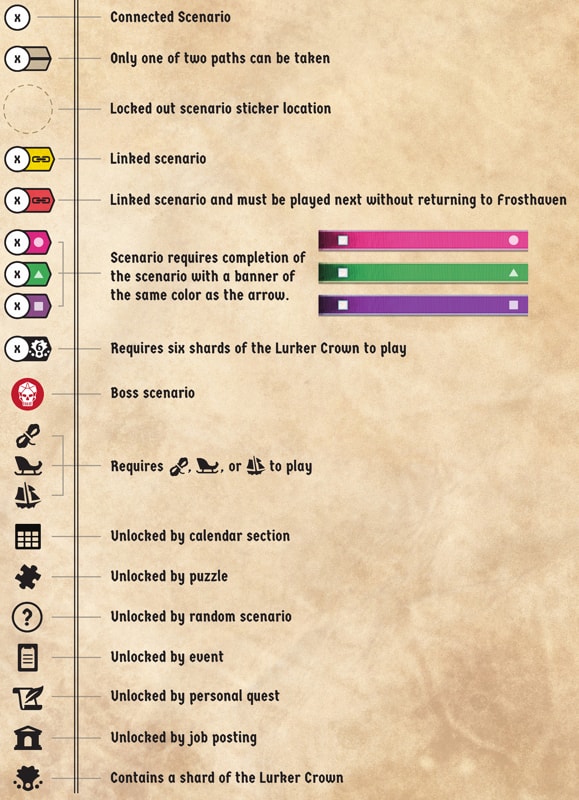 x Connected Scenario
x Only one of two paths can be taken
Locked out scenario sticker location
x Linked scenario
x Linked scenario and must be played next without returning to Frosthaven
x
Scenario requires completion of
x the scenario with a banner of
the same color as the arrow.
x
x 6 Requires six shards of the Lurker Crown to play
Boss scenario
Requires , , or to play
Unlocked by calendar section
Unlocked by puzzle
? Unlocked by random scenario
Unlocked by event
Unlocked by personal quest
Unlocked by job posting
Contains a shard of the Lurker Crown